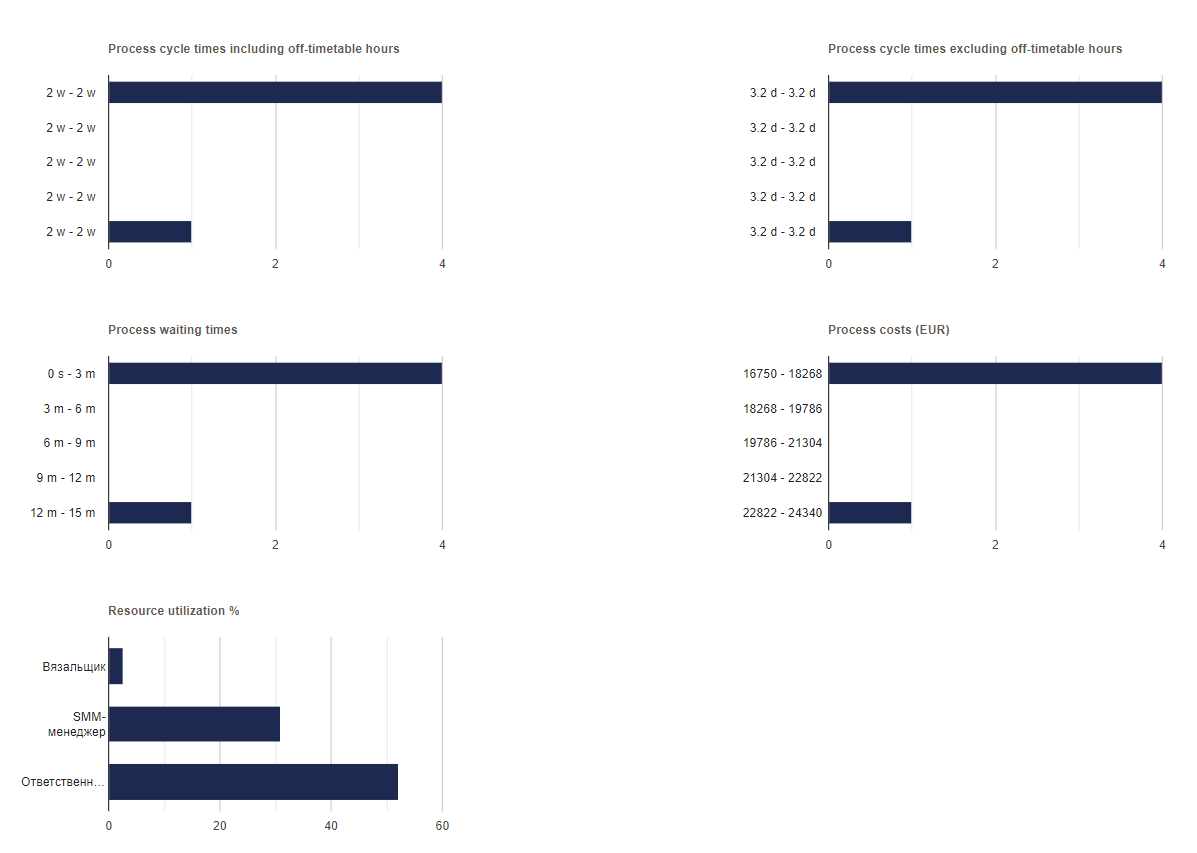 Process cycle times including off-timetable hours
2 w - 2 w
2 w - 2 w
2 w - 2 w
2 w - 2 w
2 w - 2 w
0 2 4
Process cycle times excluding off-timetable hours
3.2 d - 3.2 d
3.2 d - 3.2 d
3.2 d - 3.2 d
3.2 d - 3.2 d
3.2 d - 3.2 d
0 2 4
Process waiting times
0 s - 3 m
3 m - 6 m
6 m - 9 m
9 m - 12 m
12 m - 15 m
0 2 4
Process costs (EUR)
16750 - 18268
18268 - 19786
19786 - 21304
21304 - 22822
22822 - 24340
0 2 4
Resource utilization %
Вязальщик
SMM-
менеджер
Ответственн...
0 20 40 60